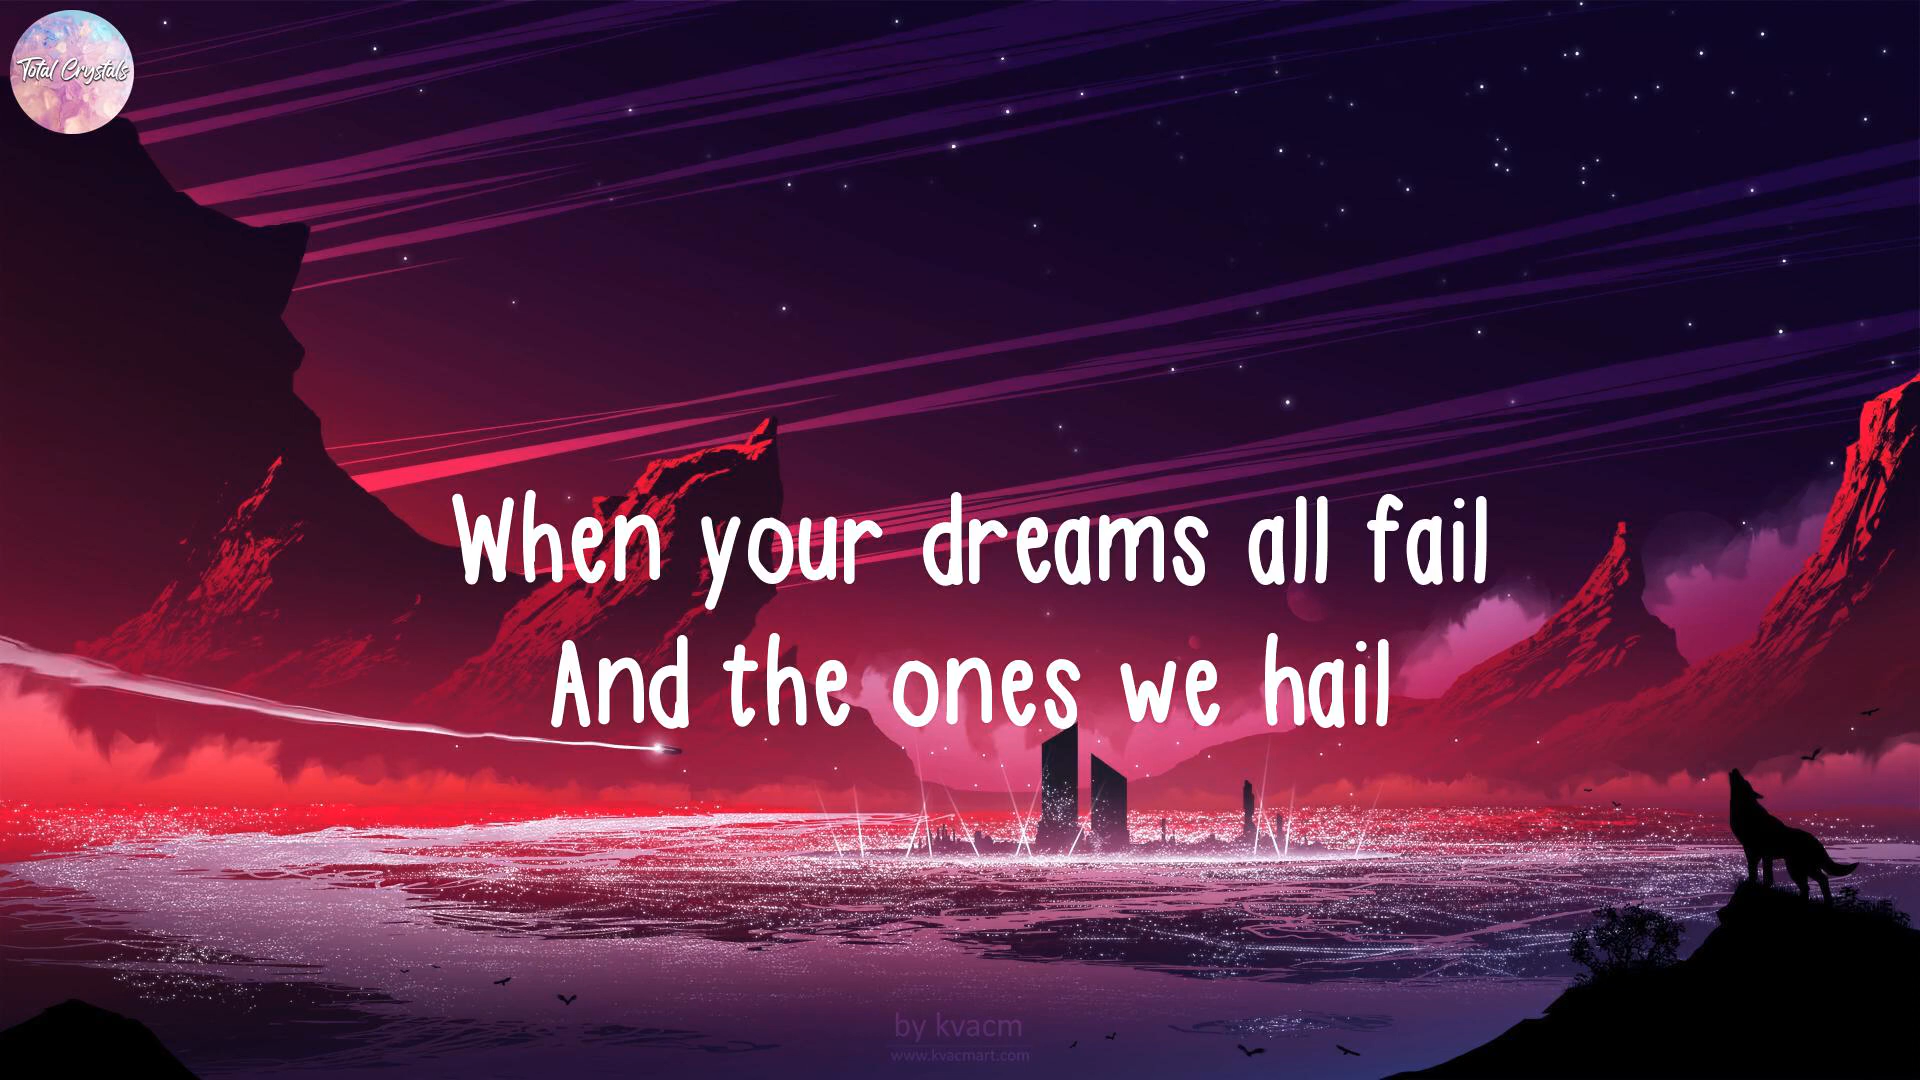 Total Crystals
When your dreams all fail
And the ones we hail
by kvacm
www.kvacmart.com